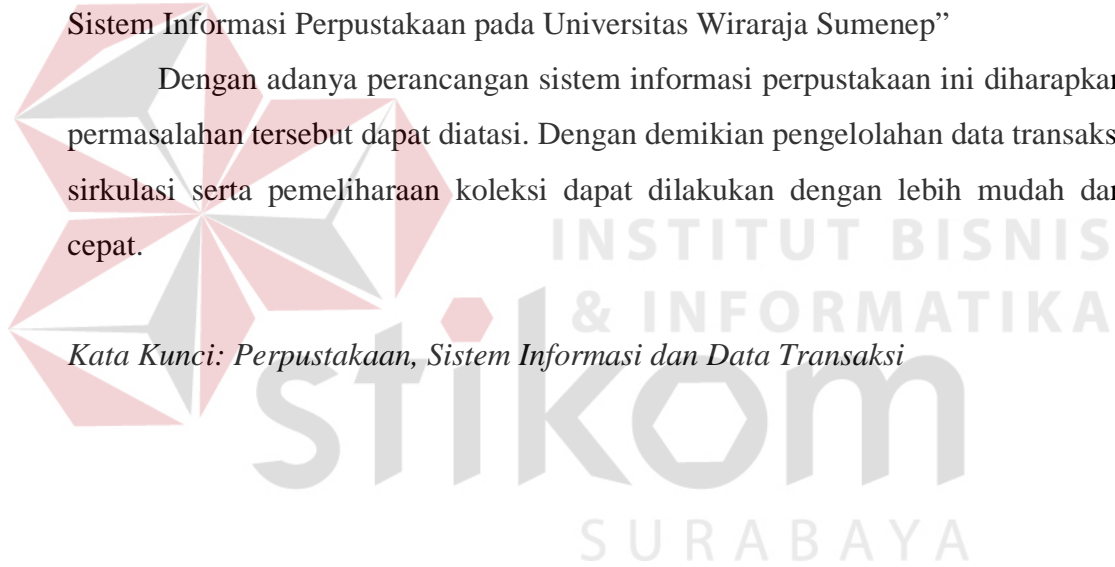 Sistem Informasi Perpustakaan pada Universitas Wiraraja Sumenep”
Dengan adanya perancangan sistem informasi perpustakaan ini diharapkan
permasalahan tersebut dapat diatasi. Dengan demikian pengelolahan data transaksi
sirkulasi serta pemeliharaan koleksi dapat dilakukan dengan lebih mudah dan
cepat.
INSTITUT BISNIS
& INFORMATIKA
Kata Kunci: Perpustakaan, Sistem Informasi dan Data Transaksi
stikom
SURABAYA